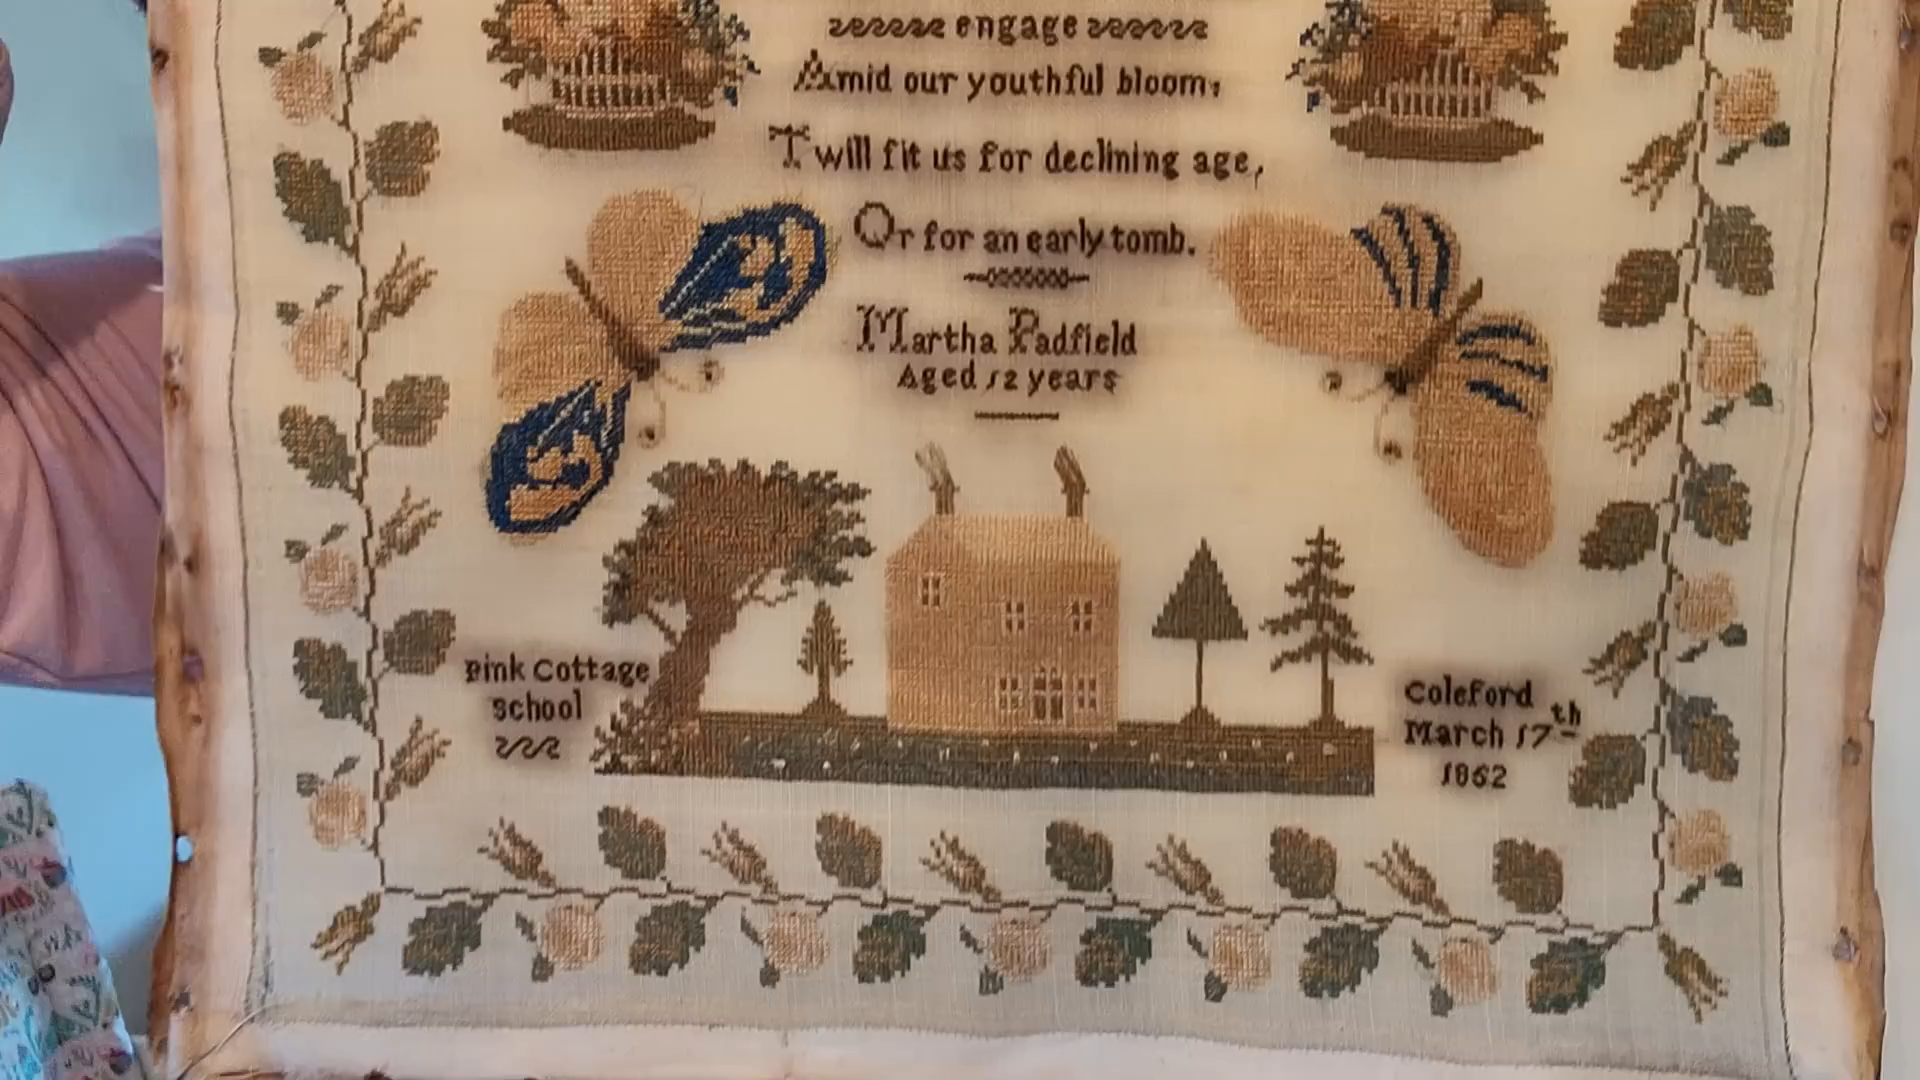 engage
Amid our youthful bloom,
T will fit us for declining age,
Or for an early tomb.
Martha Padfield
Aged 12 years
Pink Cottage
School
Coleford
March 17th
1862